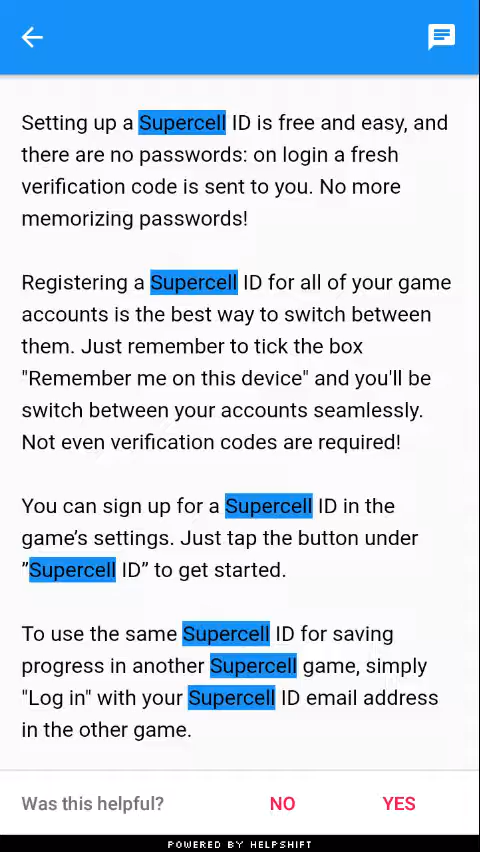 Setting up a Supercell ID is free and easy, and
there are no passwords: on login a fresh
verification code is sent to you. No more
memorizing passwords!
Registering a Supercell ID for all of your game
accounts is the best way to switch between
them. Just remember to tick the box
"Remember me on this device" and you'll be
switch between your accounts seamlessly.
Not even verification codes are required!
You can sign up for a Supercell ID in the
game’s settings. Just tap the button under
”Supercell ID” to get started.
To use the same Supercell ID for saving
progress in another Supercell game, simply
"Log in" with your Supercell ID email address
in the other game.
Was this helpful? NO YES
POWERED BY HELPSHIFT